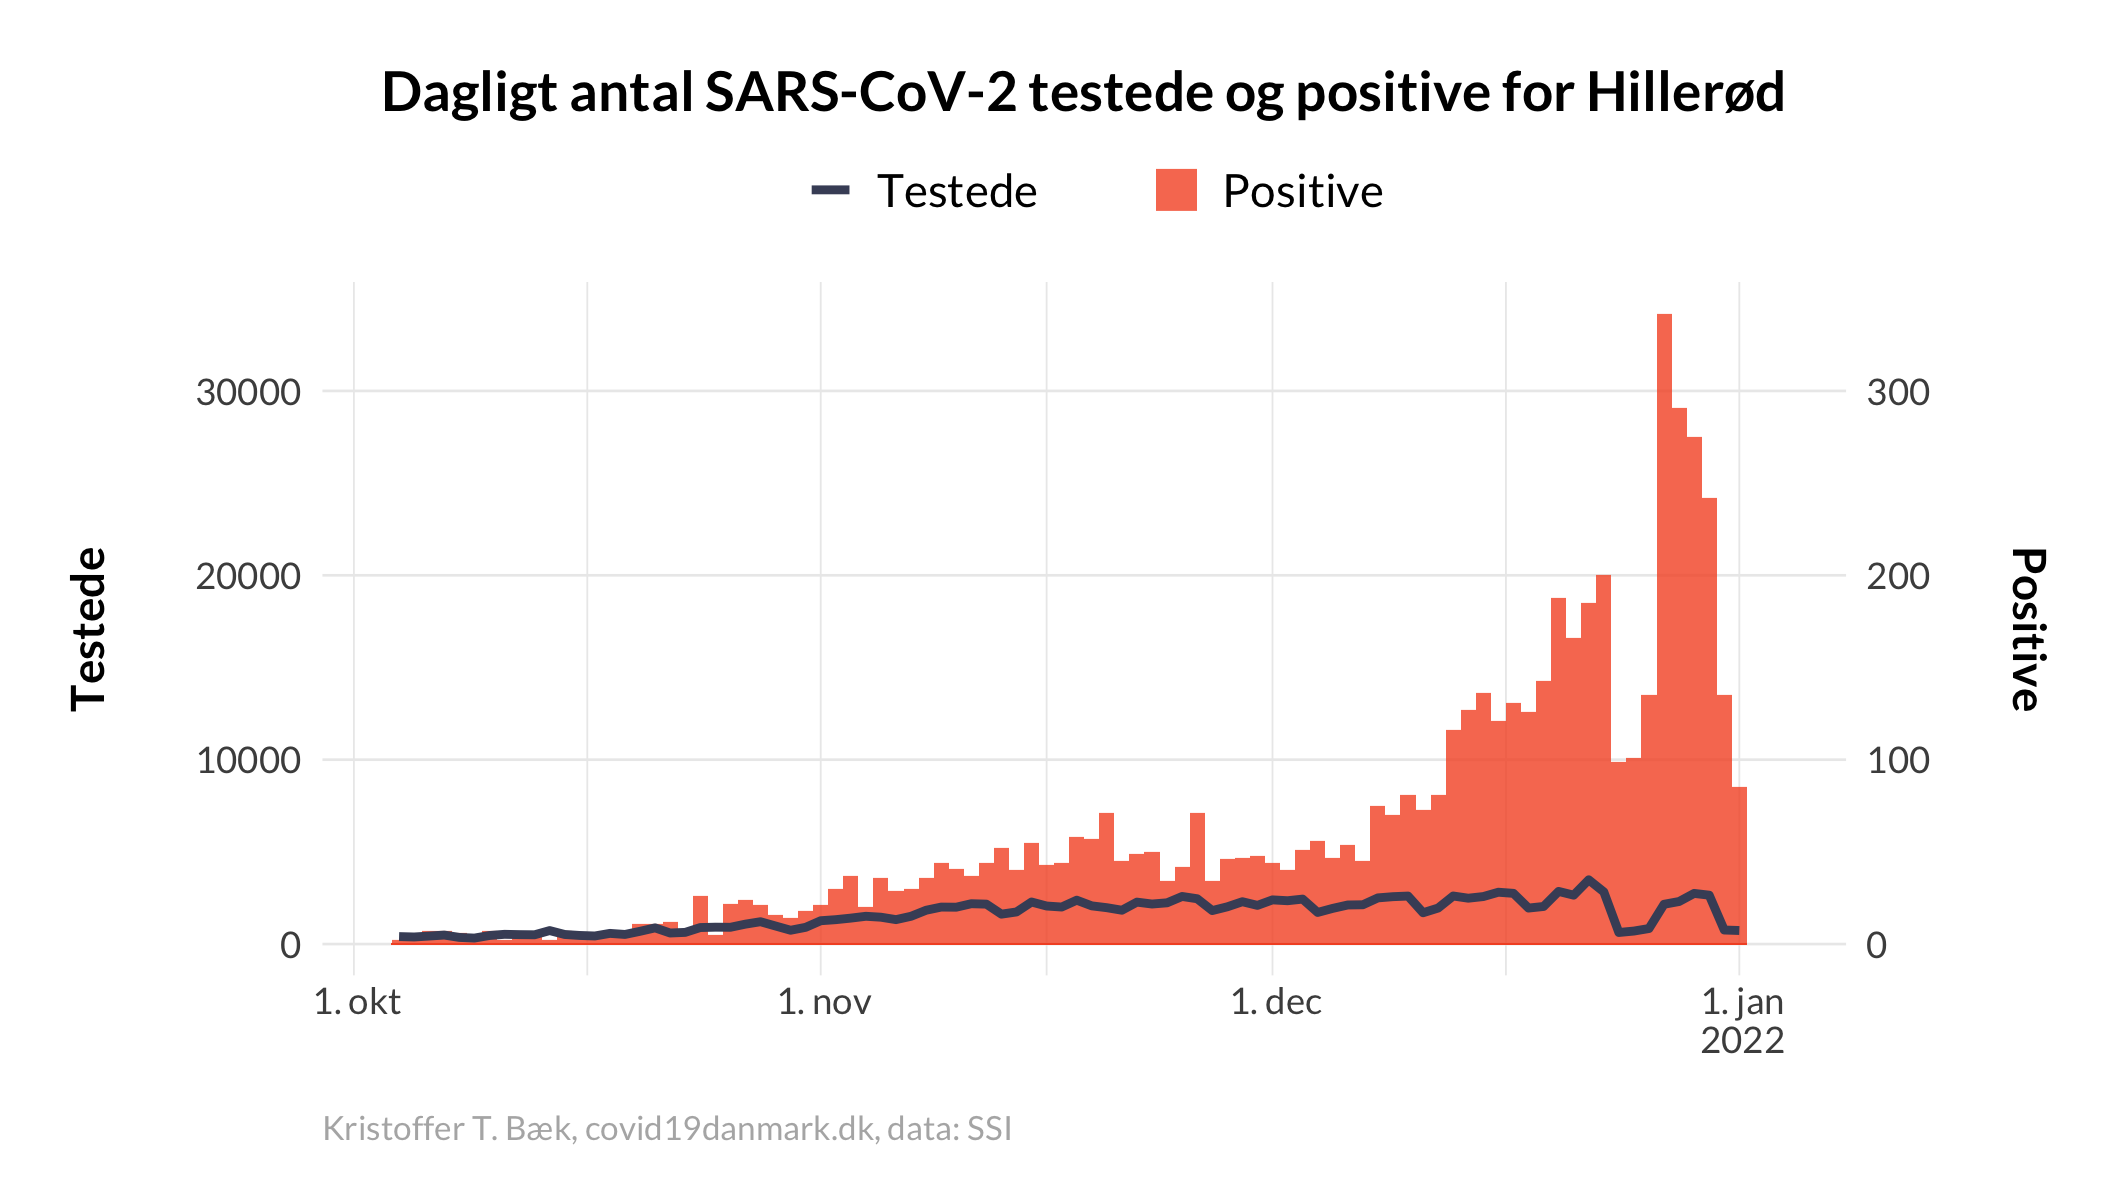 Dagligt antal SARS-CoV-2 testede og positive for Hillerød
Testede
Positive
30000
20000
10000
0
Testede
300
200
100
0
Positive
1. okt
1. nov
1. dec
1. jan
2022
Kristoffer T. Bæk, covid19danmark.dk, data: SSI